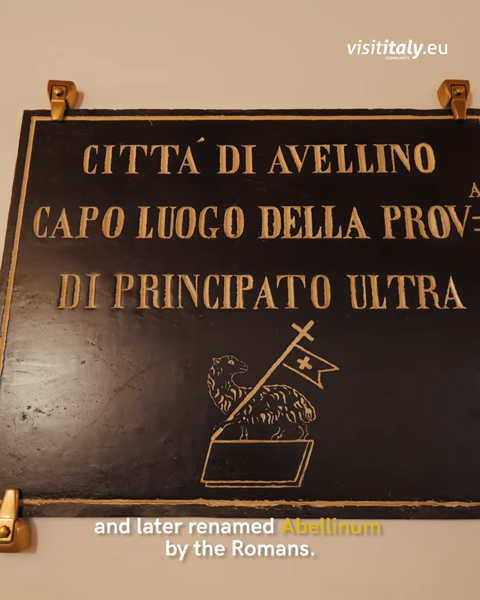 visititaly.eu
COMMUNITY
CITTÁ DI AVELLINO
CAPO LUOGO DELLA PROV=A
DI PRINCIPATO ULTRA
and later renamed Abellinum
by the Romans.